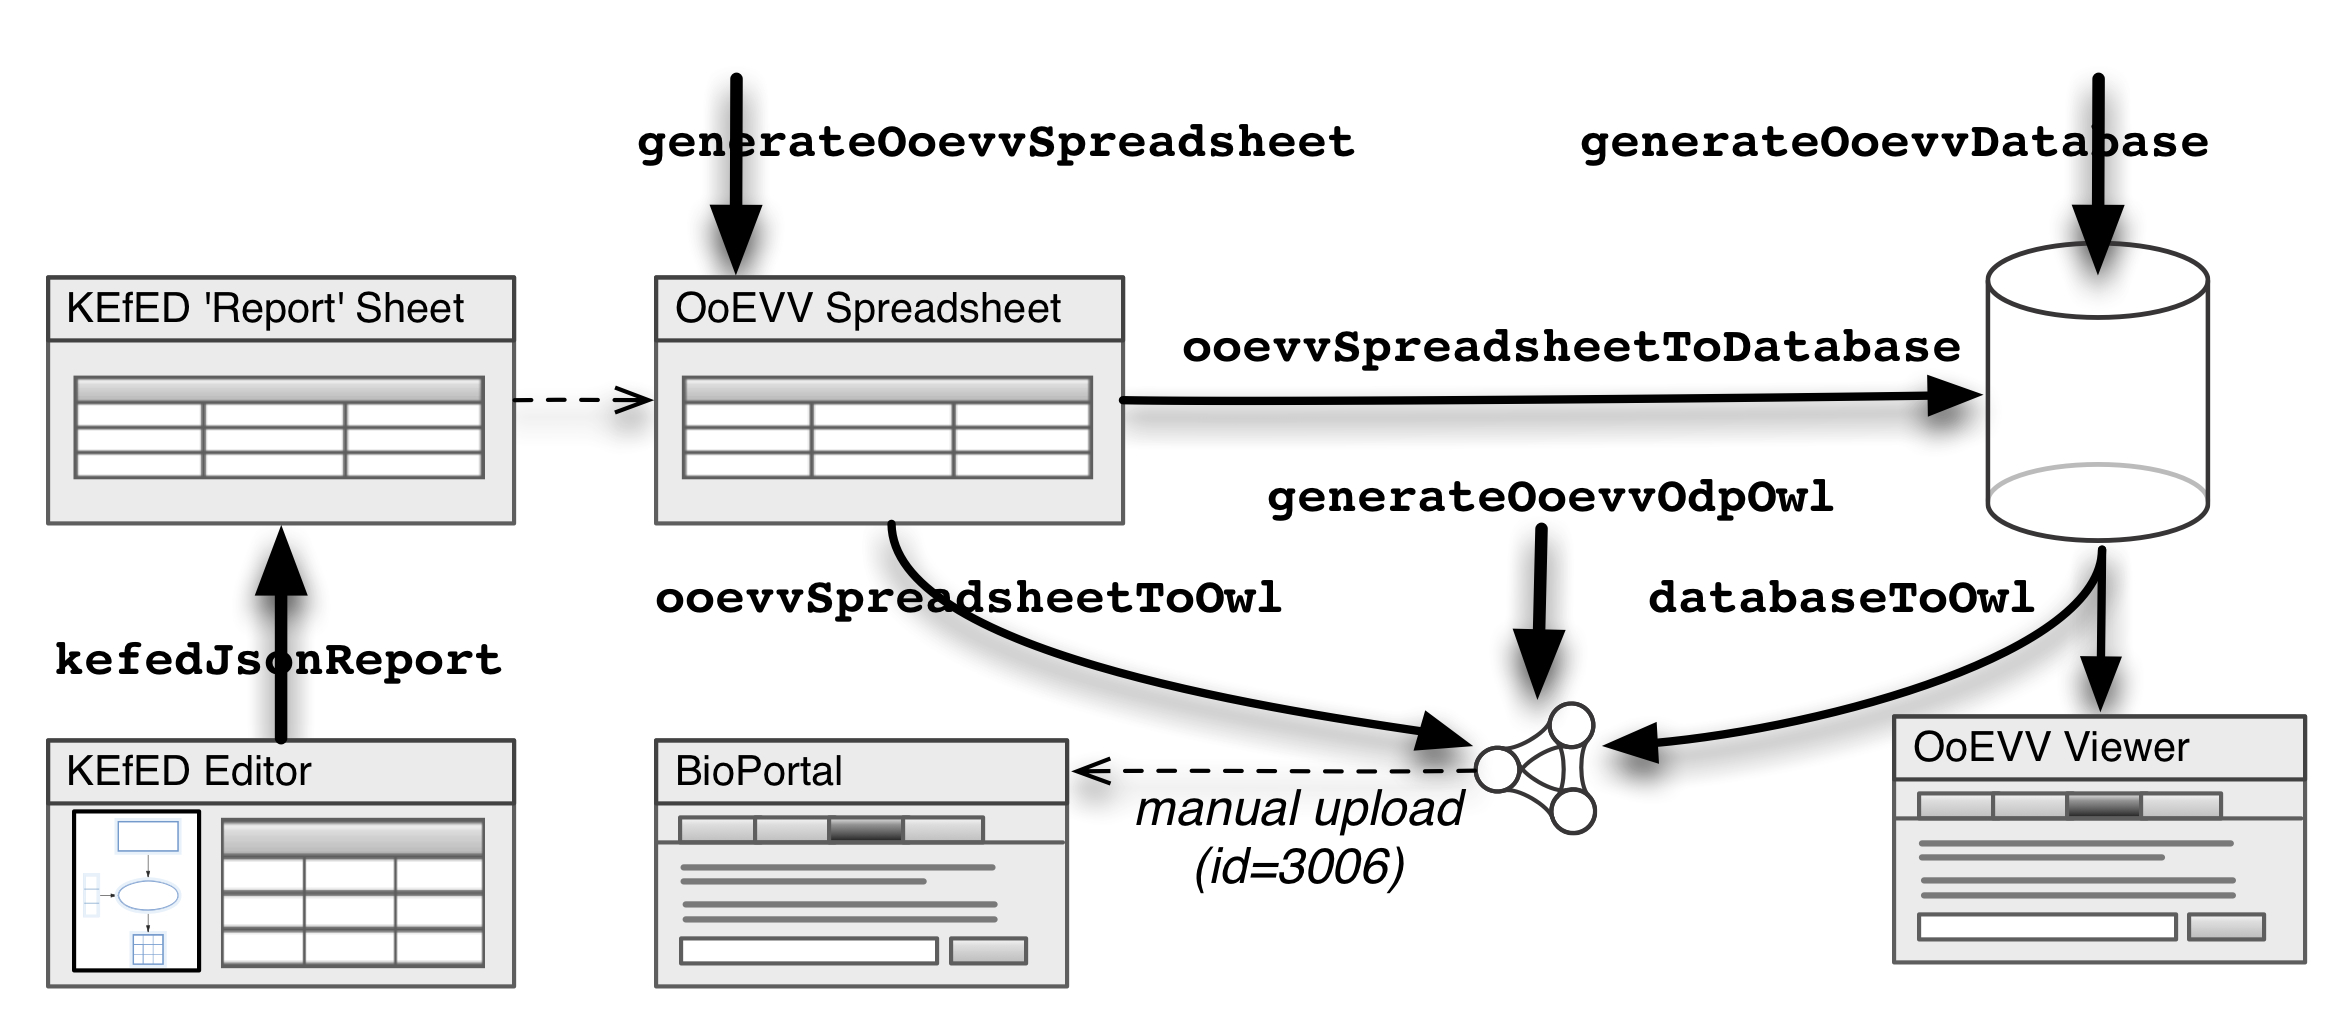 generateOoevvSpreadsheet
generateOoevvDatabase
KEfED 'Report' Sheet
OoEVV Spreadsheet
ooevvSpreadsheetToDatabase
generateOoevvOdpOwl
ooevvSpreadsheetToOwl
databaseToOwl
kefedJsonReport
KEfED Editor
BioPortal
OoEVV Viewer
manual upload
(id=3006)